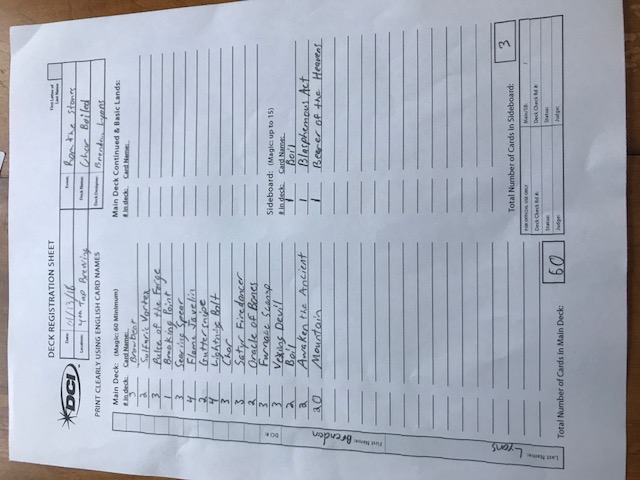 DECK REGISTRATION SHEET
First Letter of
Last Name
DCI
Date: 01/13/18
Event: Rom the Stones
Location: 4th Tap Brewing
Deck Name: Char Boiled
Deck Designer: Brendon Lyons
PRINT CLEARLY USING ENGLISH CARD NAMES
Main Deck: (Magic: 60 Minimum)
# in deck: Card Name:
3 Browbeat
2 Sulfuric Vortex
3 Pulse of the Forge
1 Breaking Point
3 Searing Spear
4 Flame Javelin
2 Guttersnipe
4 Lightning Bolt
3 Char
3 Satyr Firedancer
2 Oracle of Bones
3 Furnace Scamp
3 Vexing Devil
2 Boil
2 Awaken the Ancient
20 Mountain
Total Number of Cards in Main Deck: 60
Main Deck Continued & Basic Lands:
# in deck: Card Name:
Sideboard: (Magic: up to 15)
# in deck: Card Name:
1 Boil
1 Blasphemous Act
1 Bearer of the Heavens
Total Number of Cards in Sideboard: 3
FOR OFFICIAL USE ONLY
Main/SB: /
Deck Check Rd #:
Deck Check Rd #:
Status:
Status:
Judge:
Judge:
DCI #:
First Name: Brendon
Last Name: Lyons